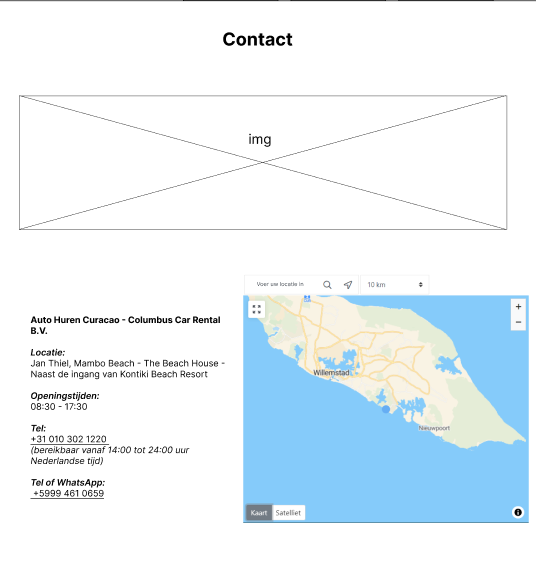 Contact
img
Voer uw locatie in
10 km
Auto Huren Curacao - Columbus Car Rental
B.V.
Locatie:
Jan Thiel, Mambo Beach - The Beach House -
Naast de ingang van Kontiki Beach Resort
Openingstijden:
08:30 - 17:30
Tel:
+31 010 302 1220
(bereikbaar vanaf 14:00 tot 24:00 uur
Nederlandse tijd)
Tel of WhatsApp:
+5999 461 0659
+
−
Willemstad
Nieuwpoort
Kaart Satelliet